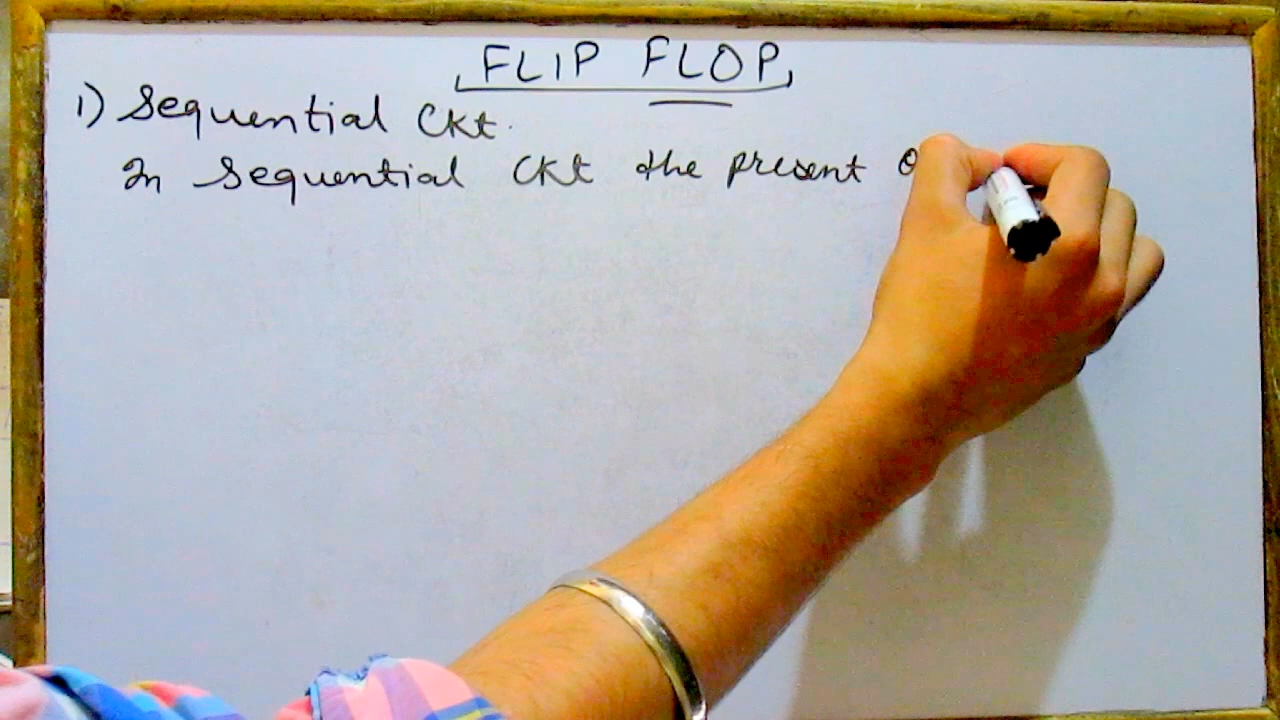 FLIP FLOP
1) Sequential Ckt.
In Sequential Ckt the present